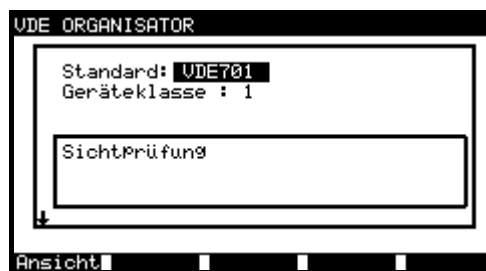 VDE ORGANISATOR
Standard: VDE701
Geräteklasse : 1
Sichtprüfung
Ansicht